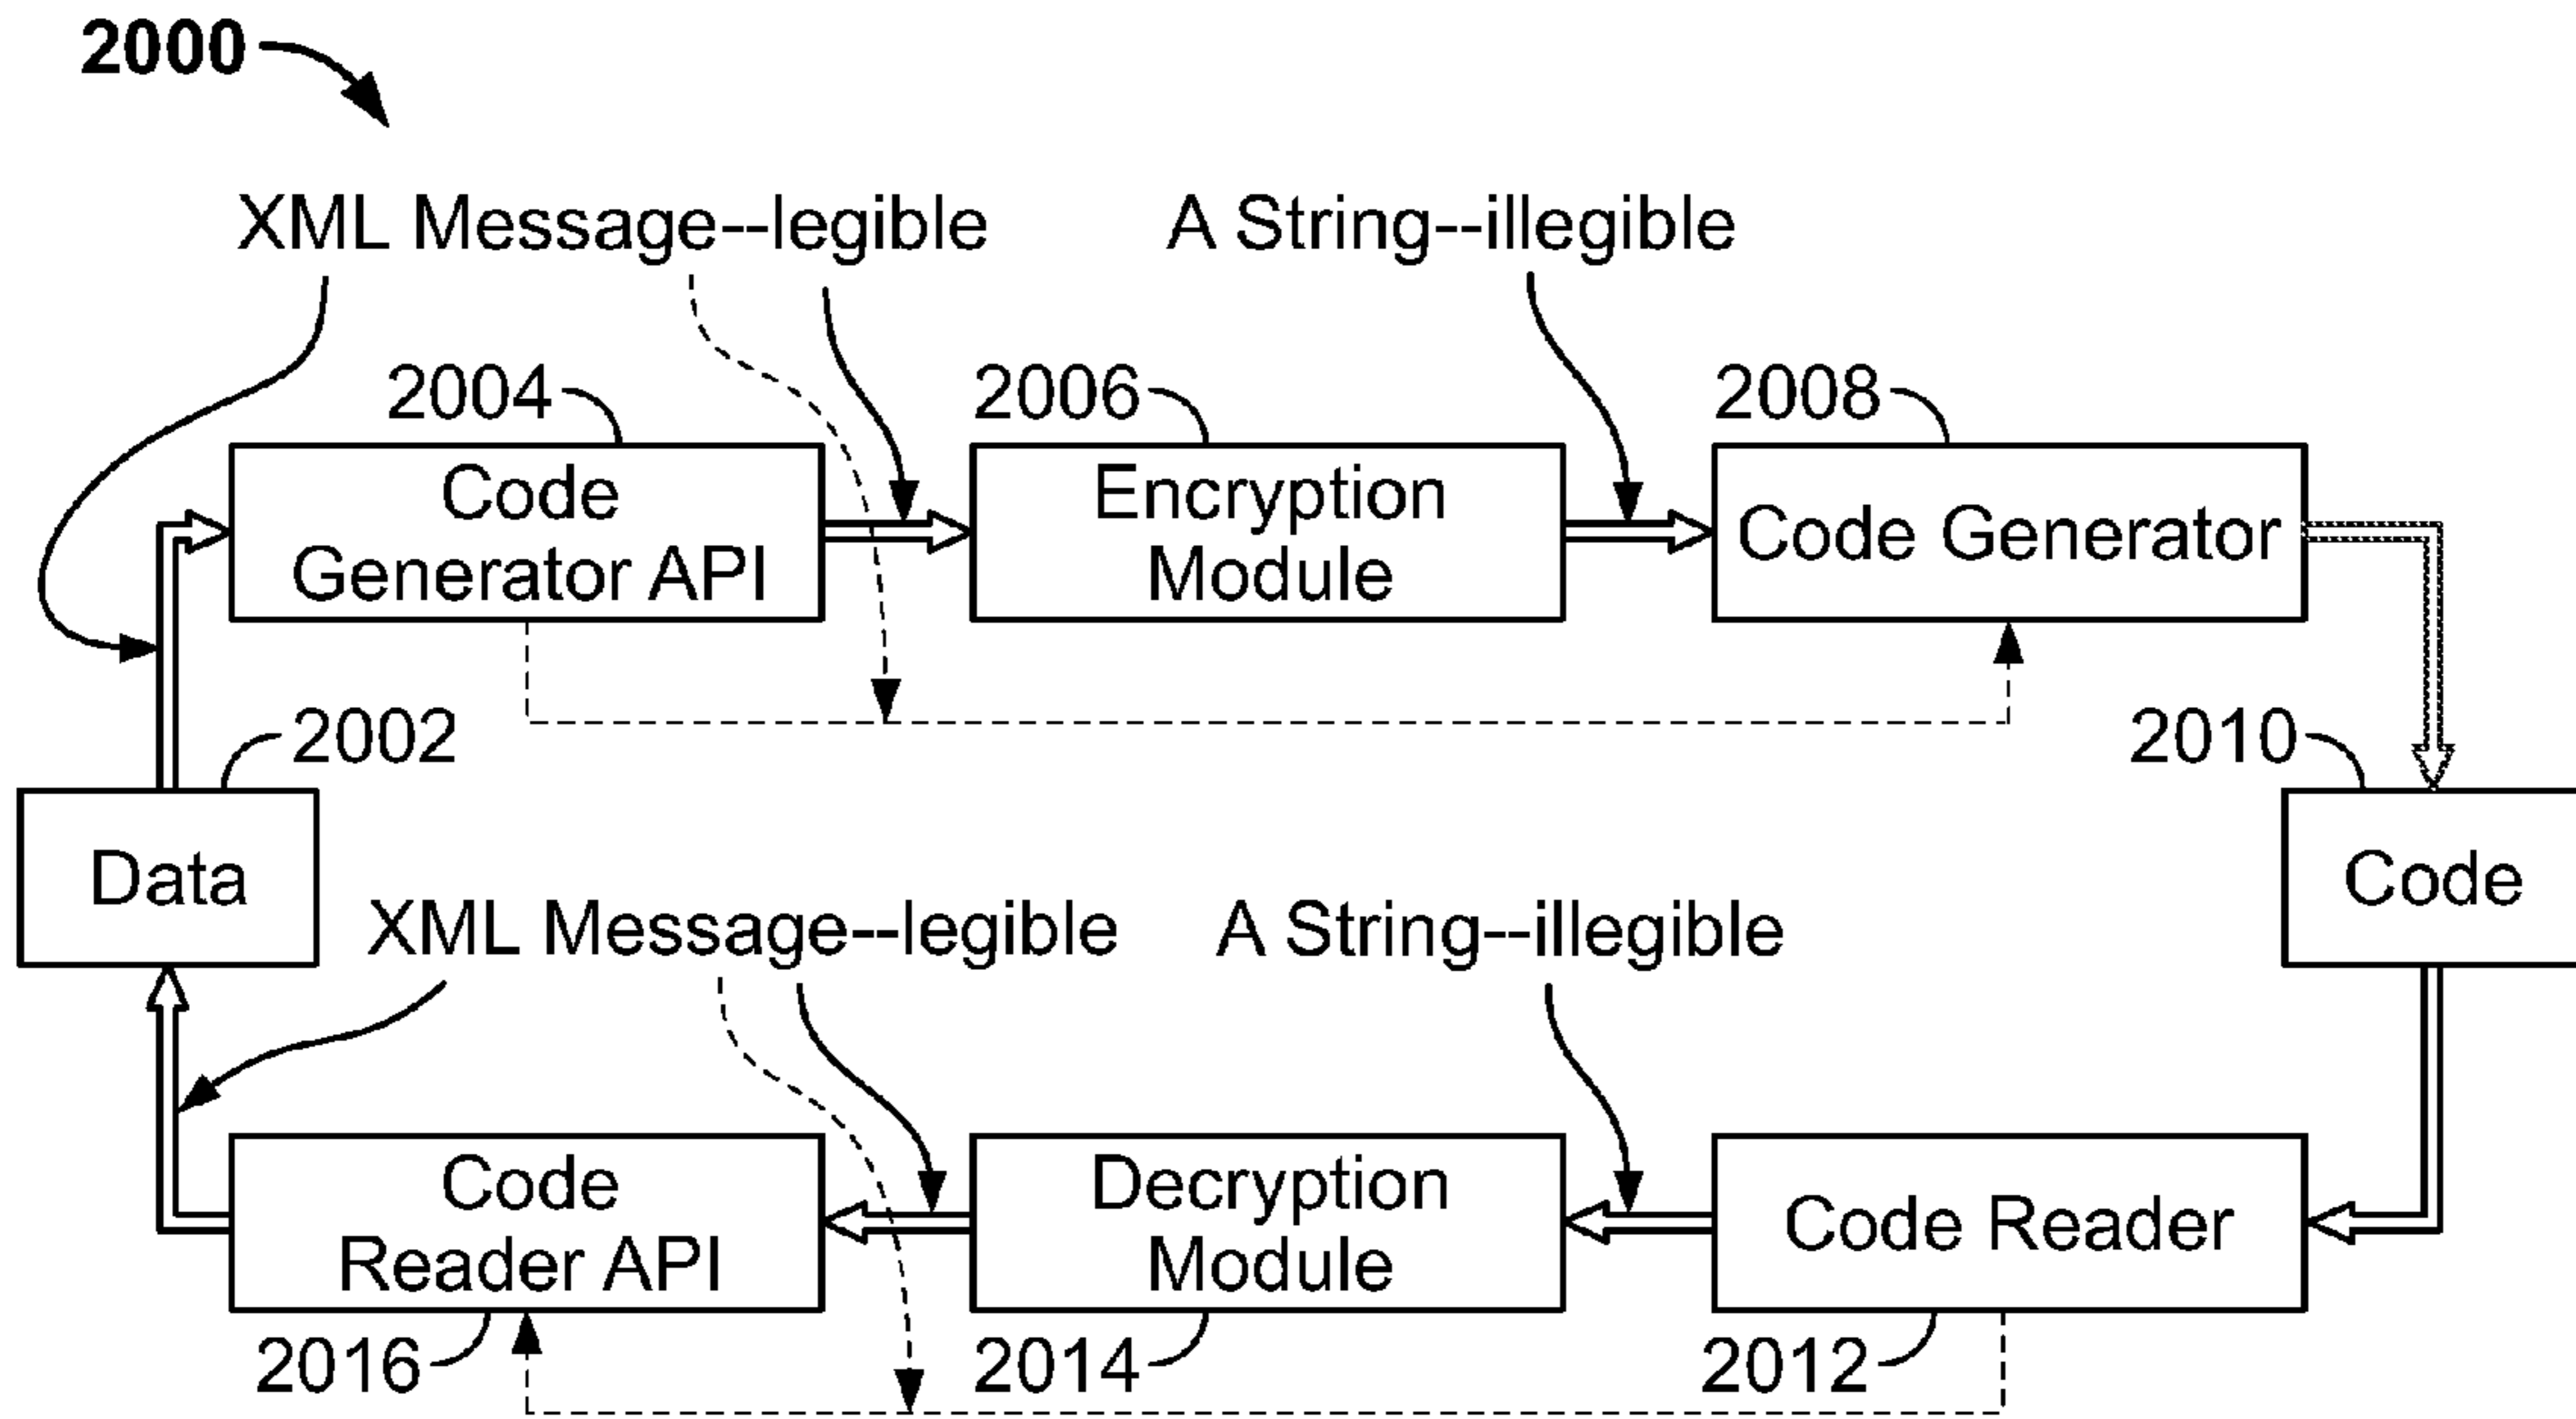 2000
XML Message--legible
A String--illegible
2004
2006
2008
Code
Generator API
Encryption
Module
Code Generator
2002
2010
Data
Code
XML Message--legible
A String--illegible
Code
Reader API
Decryption
Module
Code Reader
2016
2014
2012